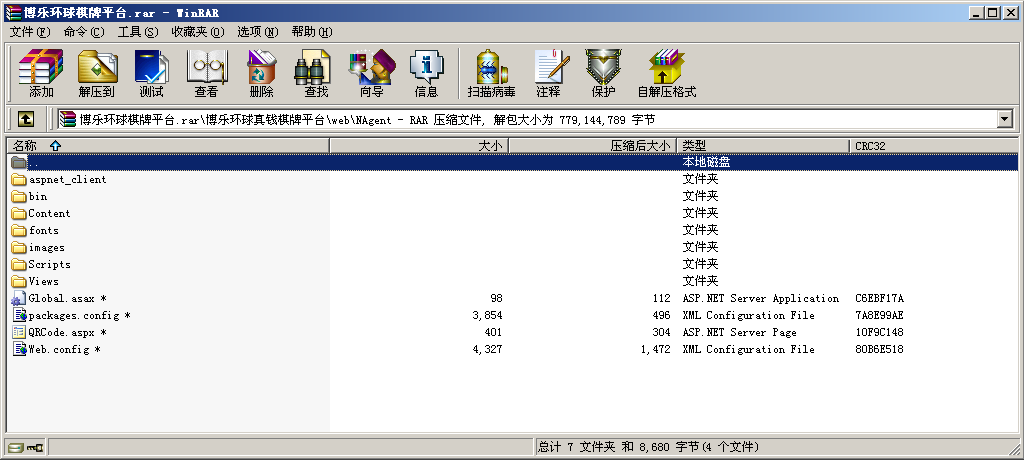 博乐环球棋牌平台.rar - WinRAR
文件(F) 命令(C) 工具(S) 收藏夹(O) 选项(N) 帮助(H)
添加 解压到 测试 查看 删除 查找 向导 信息 扫描病毒 注释 保护 自解压格式
博乐环球棋牌平台.rar\博乐环球真钱棋牌平台\web\NAgent - RAR 压缩文件, 解包大小为 779,144,789 字节
名称 大小 压缩后大小 类型 CRC32
.. 本地磁盘
aspnet_client 文件夹
bin 文件夹
Content 文件夹
fonts 文件夹
images 文件夹
Scripts 文件夹
Views 文件夹
Global.asax * 98 112 ASP.NET Server Application C6EBF17A
packages.config * 3,854 496 XML Configuration File 7A8E99AE
QRCode.aspx * 401 304 ASP.NET Server Page 10F9C148
Web.config * 4,327 1,472 XML Configuration File 80B6E518
总计 7 文件夹 和 8,680 字节(4 个文件)